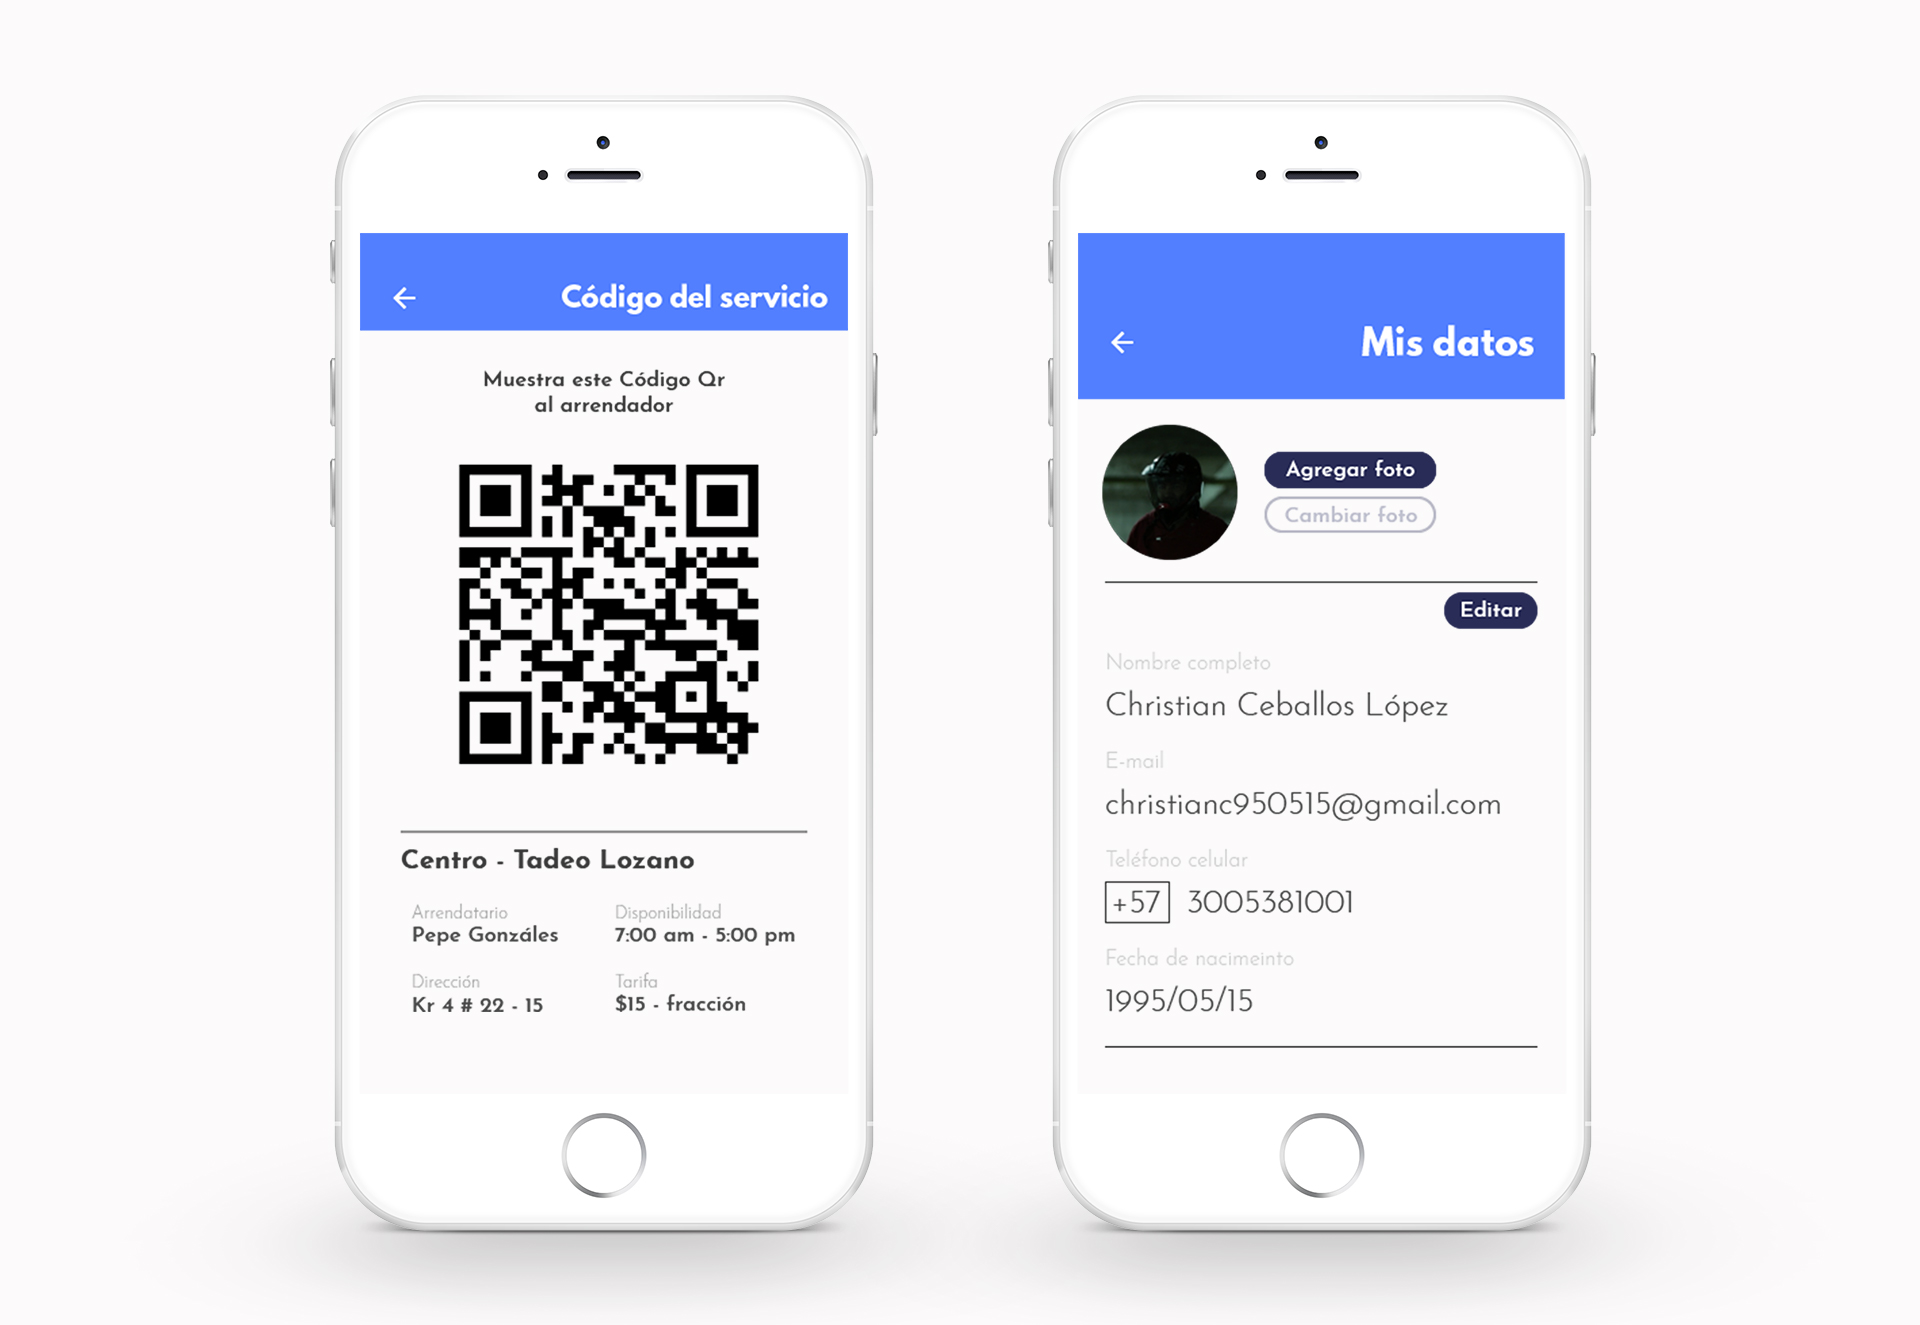 Código del servicio
Muestra este Código Qr
al arrendador
Centro - Tadeo Lozano
Arrendatario
Pepe Gonzáles
Disponibilidad
7:00 am - 5:00 pm
Dirección
Kr 4 # 22 - 15
Tarifa
$15 - fracción
Mis datos
Agregar foto
Cambiar foto
Editar
Nombre completo
Christian Ceballos López
E-mail
christianc950515@gmail.com
Teléfono celular
+57 3005381001
Fecha de nacimeinto
1995/05/15